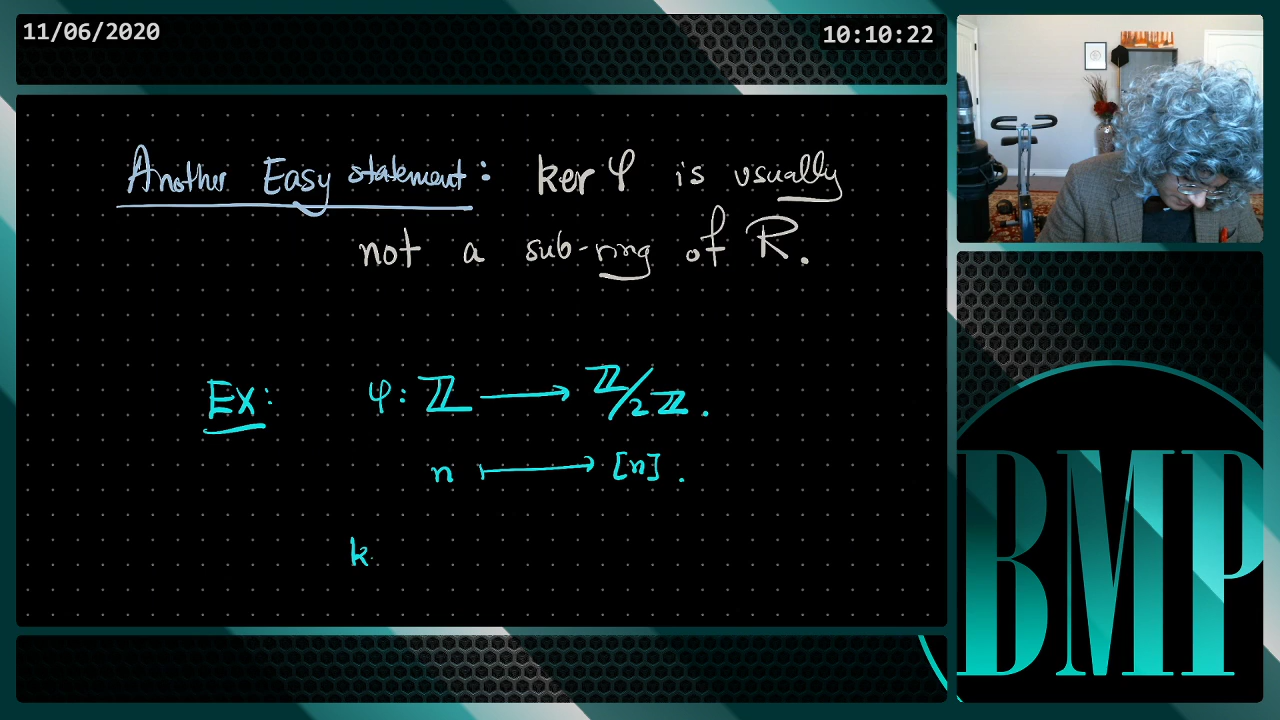 11/06/2020
10:10:22
Another Easy statement: ker φ is usually
not a sub-ring of R.
Ex: φ: ℤ ⟶ ℤ/2ℤ.
n ⟼ [n].
k
BMP